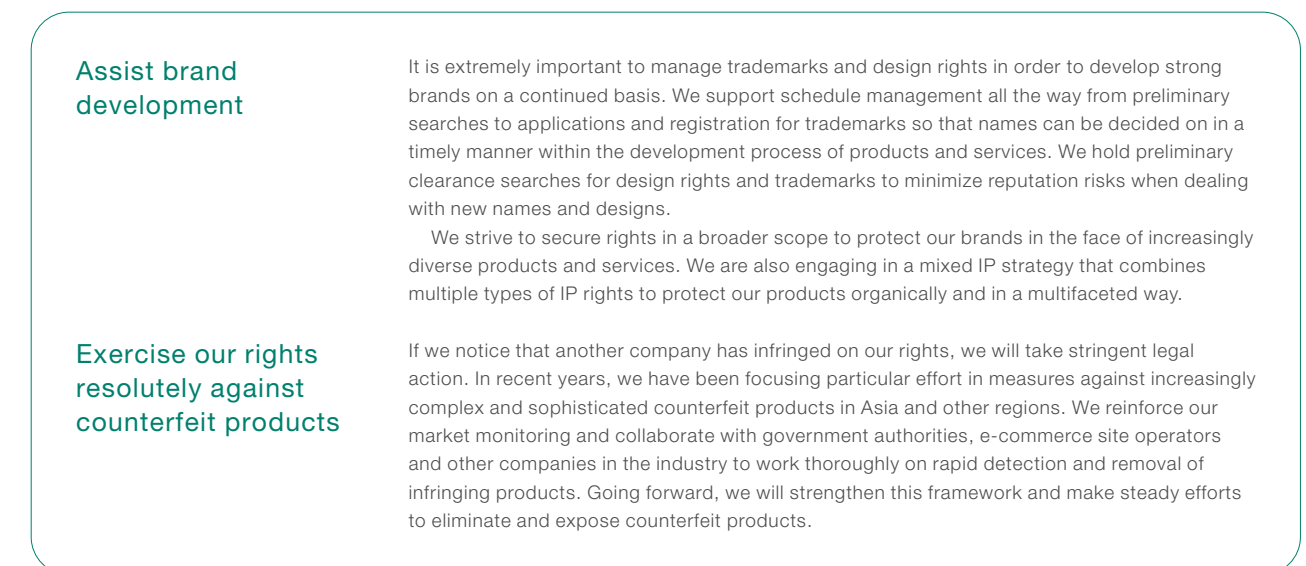 Assist brand
development
It is extremely important to manage trademarks and design rights in order to develop strong
brands on a continued basis. We support schedule management all the way from preliminary
searches to applications and registration for trademarks so that names can be decided on in a
timely manner within the development process of products and services. We hold preliminary
clearance searches for design rights and trademarks to minimize reputation risks when dealing
with new names and designs.
We strive to secure rights in a broader scope to protect our brands in the face of increasingly
diverse products and services. We are also engaging in a mixed IP strategy that combines
multiple types of IP rights to protect our products organically and in a multifaceted way.
Exercise our rights
resolutely against
counterfeit products
If we notice that another company has infringed on our rights, we will take stringent legal
action. In recent years, we have been focusing particular effort in measures against increasingly
complex and sophisticated counterfeit products in Asia and other regions. We reinforce our
market monitoring and collaborate with government authorities, e-commerce site operators
and other companies in the industry to work thoroughly on rapid detection and removal of
infringing products. Going forward, we will strengthen this framework and make steady efforts
to eliminate and expose counterfeit products.